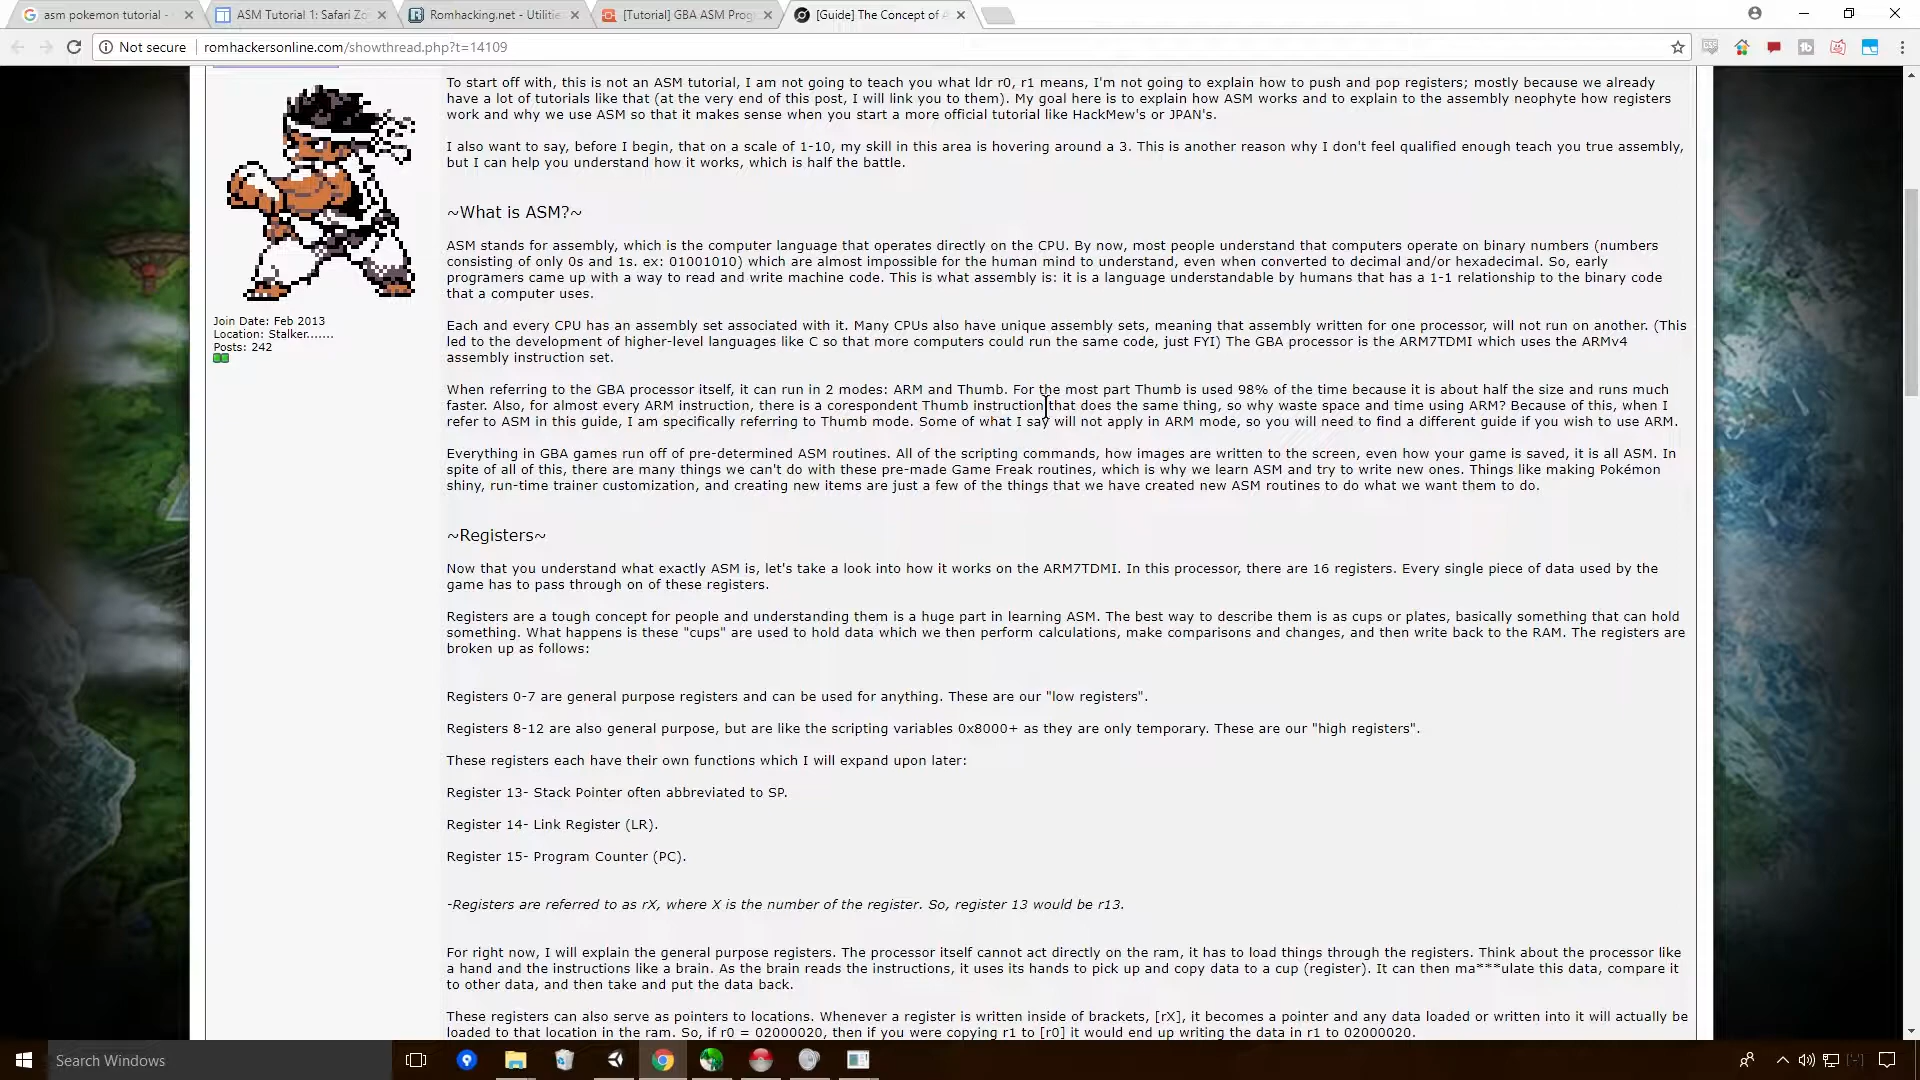 asm pokemon tutorial -
ASM Tutorial 1: Safari Zo
Romhacking.net - Utilitie
[Tutorial] GBA ASM Prog
[Guide] The Concept of A
Not secure
romhackersonline.com/showthread.php?t=14109
To start off with, this is not an ASM tutorial, I am not going to teach you what ldr r0, r1 means, I'm not going to explain how to push and pop registers; mostly because we already
have a lot of tutorials like that (at the very end of this post, I will link you to them). My goal here is to explain how ASM works and to explain to the assembly neophyte how registers
work and why we use ASM so that it makes sense when you start a more official tutorial like HackMew's or JPAN's.
I also want to say, before I begin, that on a scale of 1-10, my skill in this area is hovering around a 3. This is another reason why I don't feel qualified enough teach you true assembly,
but I can help you understand how it works, which is half the battle.
~What is ASM?~
ASM stands for assembly, which is the computer language that operates directly on the CPU. By now, most people understand that computers operate on binary numbers (numbers
consisting of only 0s and 1s. ex: 01001010) which are almost impossible for the human mind to understand, even when converted to decimal and/or hexadecimal. So, early
programers came up with a way to read and write machine code. This is what assembly is: it is a language understandable by humans that has a 1-1 relationship to the binary code
that a computer uses.
Join Date: Feb 2013
Location: Stalker.......
Posts: 242
Each and every CPU has an assembly set associated with it. Many CPUs also have unique assembly sets, meaning that assembly written for one processor, will not run on another. (This
led to the development of higher-level languages like C so that more computers could run the same code, just FYI) The GBA processor is the ARM7TDMI which uses the ARMv4
assembly instruction set.
When referring to the GBA processor itself, it can run in 2 modes: ARM and Thumb. For the most part Thumb is used 98% of the time because it is about half the size and runs much
faster. Also, for almost every ARM instruction, there is a corespondent Thumb instruction that does the same thing, so why waste space and time using ARM? Because of this, when I
refer to ASM in this guide, I am specifically referring to Thumb mode. Some of what I say will not apply in ARM mode, so you will need to find a different guide if you wish to use ARM.
Everything in GBA games run off of pre-determined ASM routines. All of the scripting commands, how images are written to the screen, even how your game is saved, it is all ASM. In
spite of all of this, there are many things we can't do with these pre-made Game Freak routines, which is why we learn ASM and try to write new ones. Things like making Pokémon
shiny, run-time trainer customization, and creating new items are just a few of the things that we have created new ASM routines to do what we want them to do.
~Registers~
Now that you understand what exactly ASM is, let's take a look into how it works on the ARM7TDMI. In this processor, there are 16 registers. Every single piece of data used by the
game has to pass through on of these registers.
Registers are a tough concept for people and understanding them is a huge part in learning ASM. The best way to describe them is as cups or plates, basically something that can hold
something. What happens is these "cups" are used to hold data which we then perform calculations, make comparisons and changes, and then write back to the RAM. The registers are
broken up as follows:
Registers 0-7 are general purpose registers and can be used for anything. These are our "low registers".
Registers 8-12 are also general purpose, but are like the scripting variables 0x8000+ as they are only temporary. These are our "high registers".
These registers each have their own functions which I will expand upon later:
Register 13- Stack Pointer often abbreviated to SP.
Register 14- Link Register (LR).
Register 15- Program Counter (PC).
-Registers are referred to as rX, where X is the number of the register. So, register 13 would be r13.
For right now, I will explain the general purpose registers. The processor itself cannot act directly on the ram, it has to load things through the registers. Think about the processor like
a hand and the instructions like a brain. As the brain reads the instructions, it uses its hands to pick up and copy data to a cup (register). It can then ma***ulate this data, compare it
to other data, and then take and put the data back.
These registers can also serve as pointers to locations. Whenever a register is written inside of brackets, [rX], it becomes a pointer and any data loaded or written into it will actually be
loaded to that location in the ram. So, if r0 = 02000020, then if you were copying r1 to [r0] it would end up writing the data in r1 to 02000020.
Search Windows